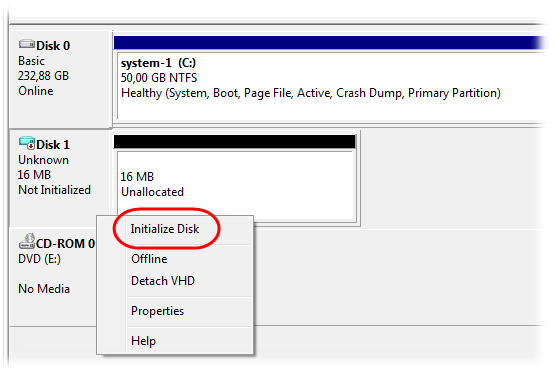 Disk 0
Basic
232,88 GB
Online
system-1 (C:)
50,00 GB NTFS
Healthy (System, Boot, Page File, Active, Crash Dump, Primary Partition)
Disk 1
Unknown
16 MB
Not Initialized
16 MB
Unallocated
CD-ROM 0
DVD (E:)
No Media
Initialize Disk
Offline
Detach VHD
Properties
Help